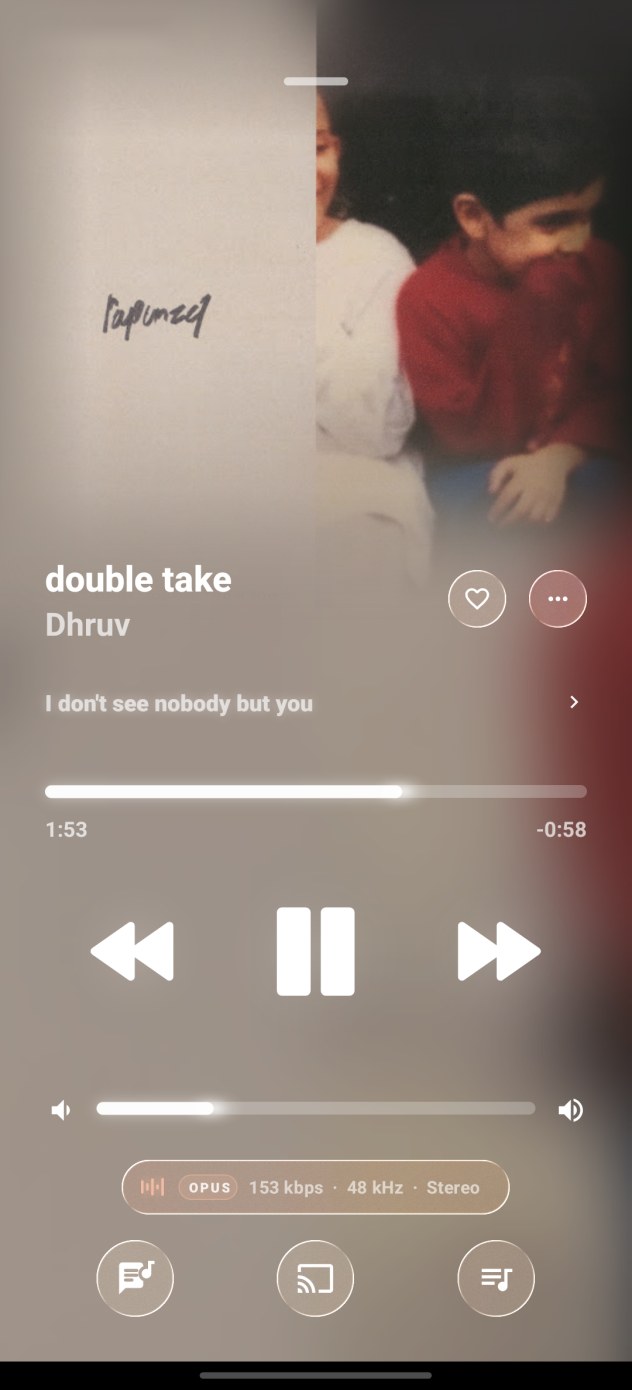 rapunzel
double take
Dhruv
I don't see nobody but you
1:53 -0:58
OPUS 153 kbps · 48 kHz · Stereo